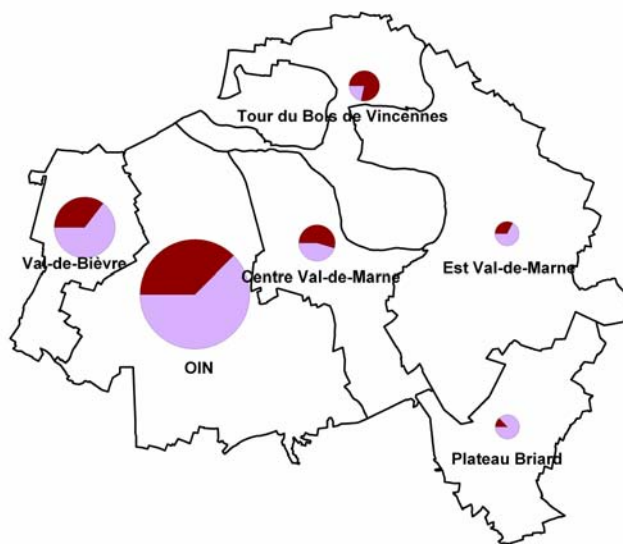 Tour du Bois de Vincennes
Val-de-Bièvre
Centre Val-de-Marne
Est Val-de-Marne
OIN
Plateau Briard